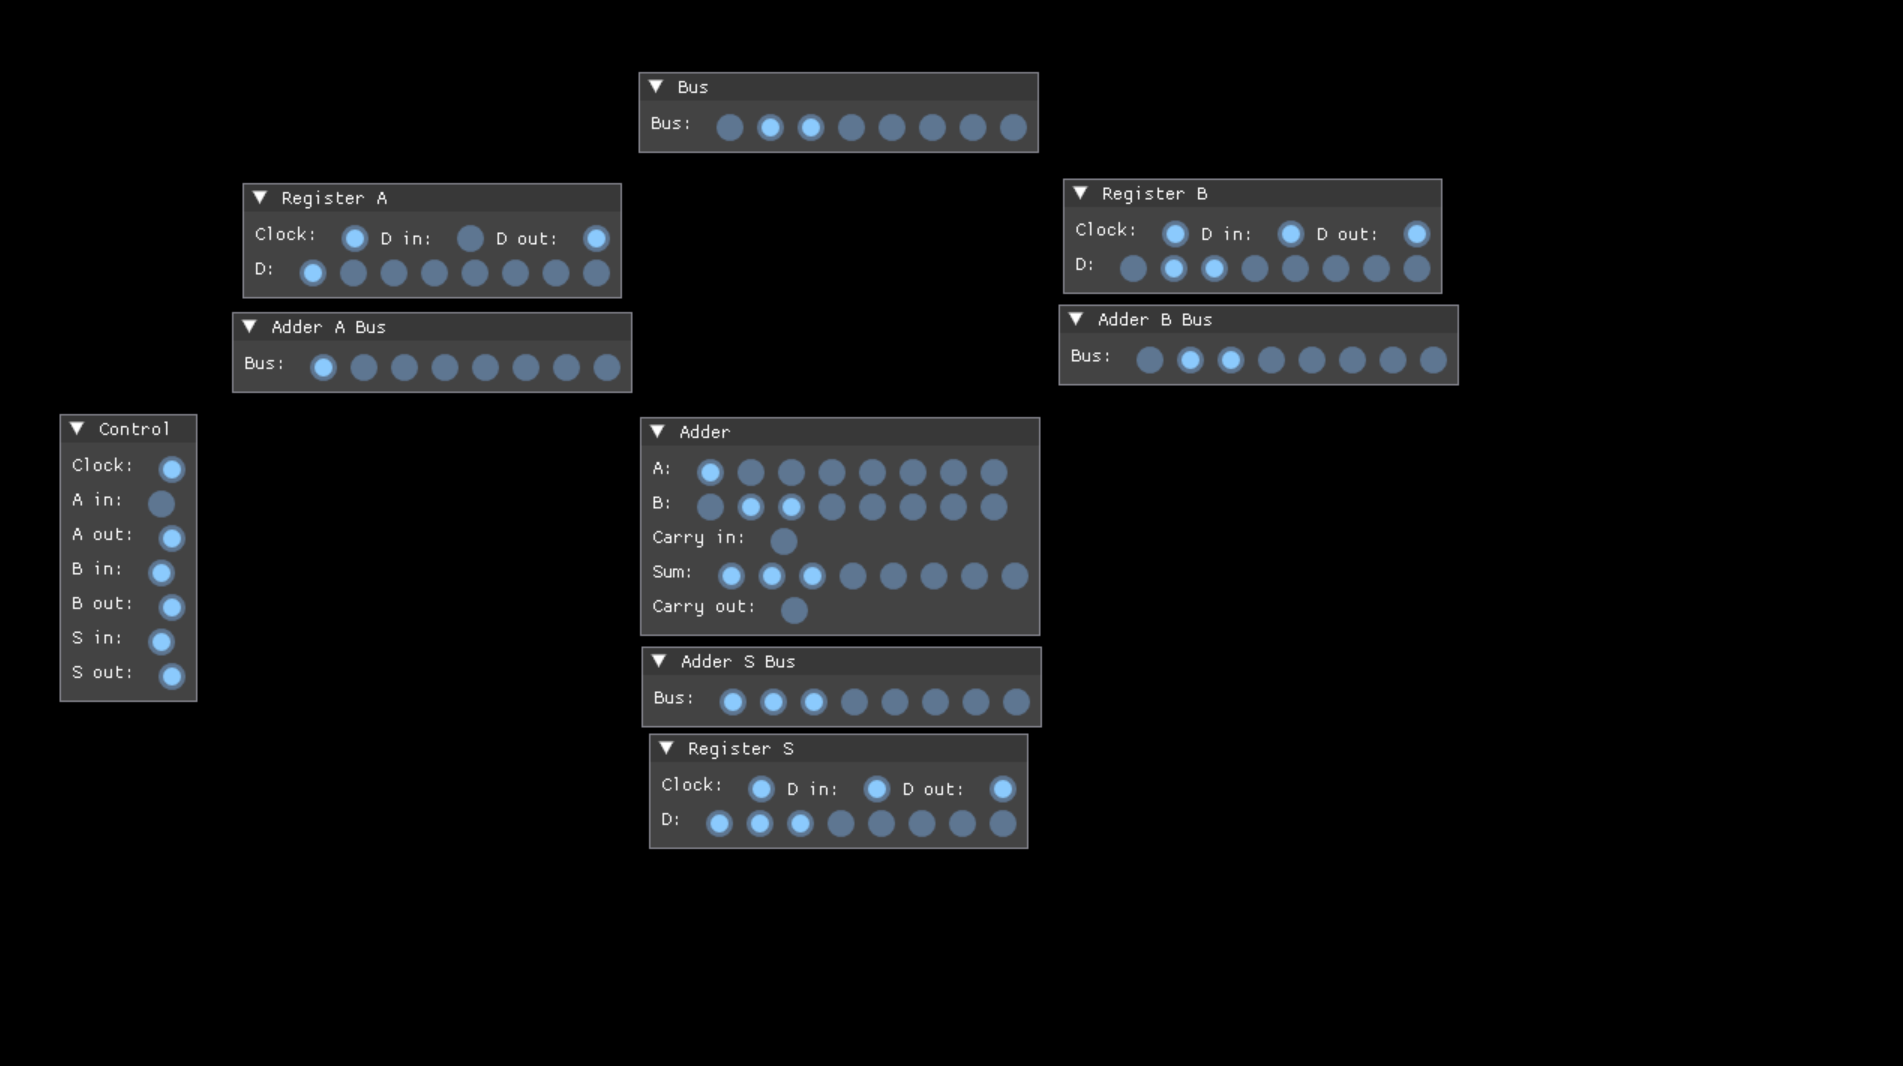 Bus
Bus:
Register A
Clock: D in: D out:
D:
Register B
Clock: D in: D out:
D:
Adder A Bus
Bus:
Adder B Bus
Bus:
Control
Clock:
A in:
A out:
B in:
B out:
S in:
S out:
Adder
A:
B:
Carry in:
Sum:
Carry out:
Adder S Bus
Bus:
Register S
Clock: D in: D out:
D: